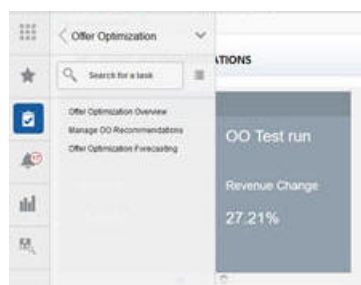 Offer Optimization
Search for a task
Offer Optimization Overview
Manage OO Recommendations
Offer Optimization Forecasting
ATIONS
OO Test run
Revenue Change
27.21%